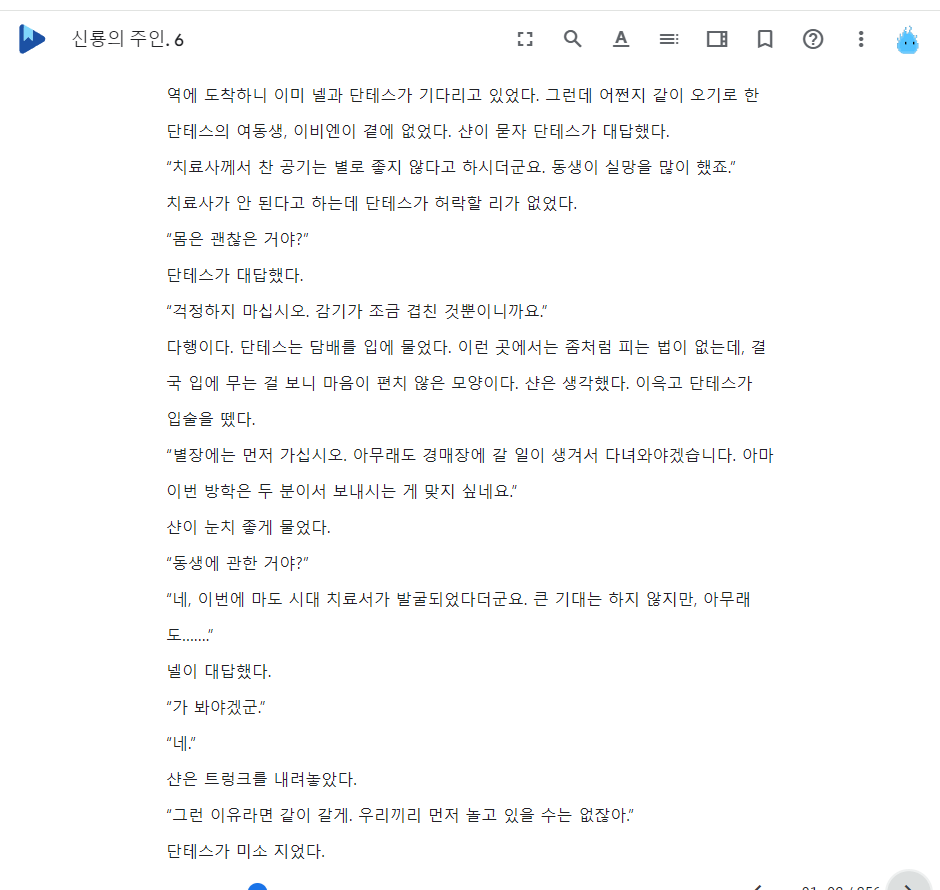 신룡의 주인. 6
역에 도착하니 이미 넬과 단테스가 기다리고 있었다. 그런데 어쩐지 같이 오기로 한
단테스의 여동생, 이비엔이 곁에 없었다. 샨이 묻자 단테스가 대답했다.
“치료사께서 찬 공기는 별로 좋지 않다고 하시더군요. 동생이 실망을 많이 했죠.”
치료사가 안 된다고 하는데 단테스가 허락할 리가 없었다.
“몸은 괜찮은 거야?”
단테스가 대답했다.
“걱정하지 마십시오. 감기가 조금 겹친 것뿐이니까요.”
다행이다. 단테스는 담배를 입에 물었다. 이런 곳에서는 좀처럼 피는 법이 없는데, 결
국 입에 무는 걸 보니 마음이 편치 않은 모양이다. 샨은 생각했다. 이윽고 단테스가
입술을 뗐다.
“별장에는 먼저 가십시오. 아무래도 경매장에 갈 일이 생겨서 다녀와야겠습니다. 아마
이번 방학은 두 분이서 보내시는 게 맞지 싶네요.”
샨이 눈치 좋게 물었다.
“동생에 관한 거야?”
“네, 이번에 마도 시대 치료서가 발굴되었다더군요. 큰 기대는 하지 않지만, 아무래
도.......”
넬이 대답했다.
“가 봐야겠군.”
“네.”
샨은 트렁크를 내려놓았다.
“그런 이유라면 같이 갈게. 우리끼리 먼저 놀고 있을 수는 없잖아.”
단테스가 미소 지었다.